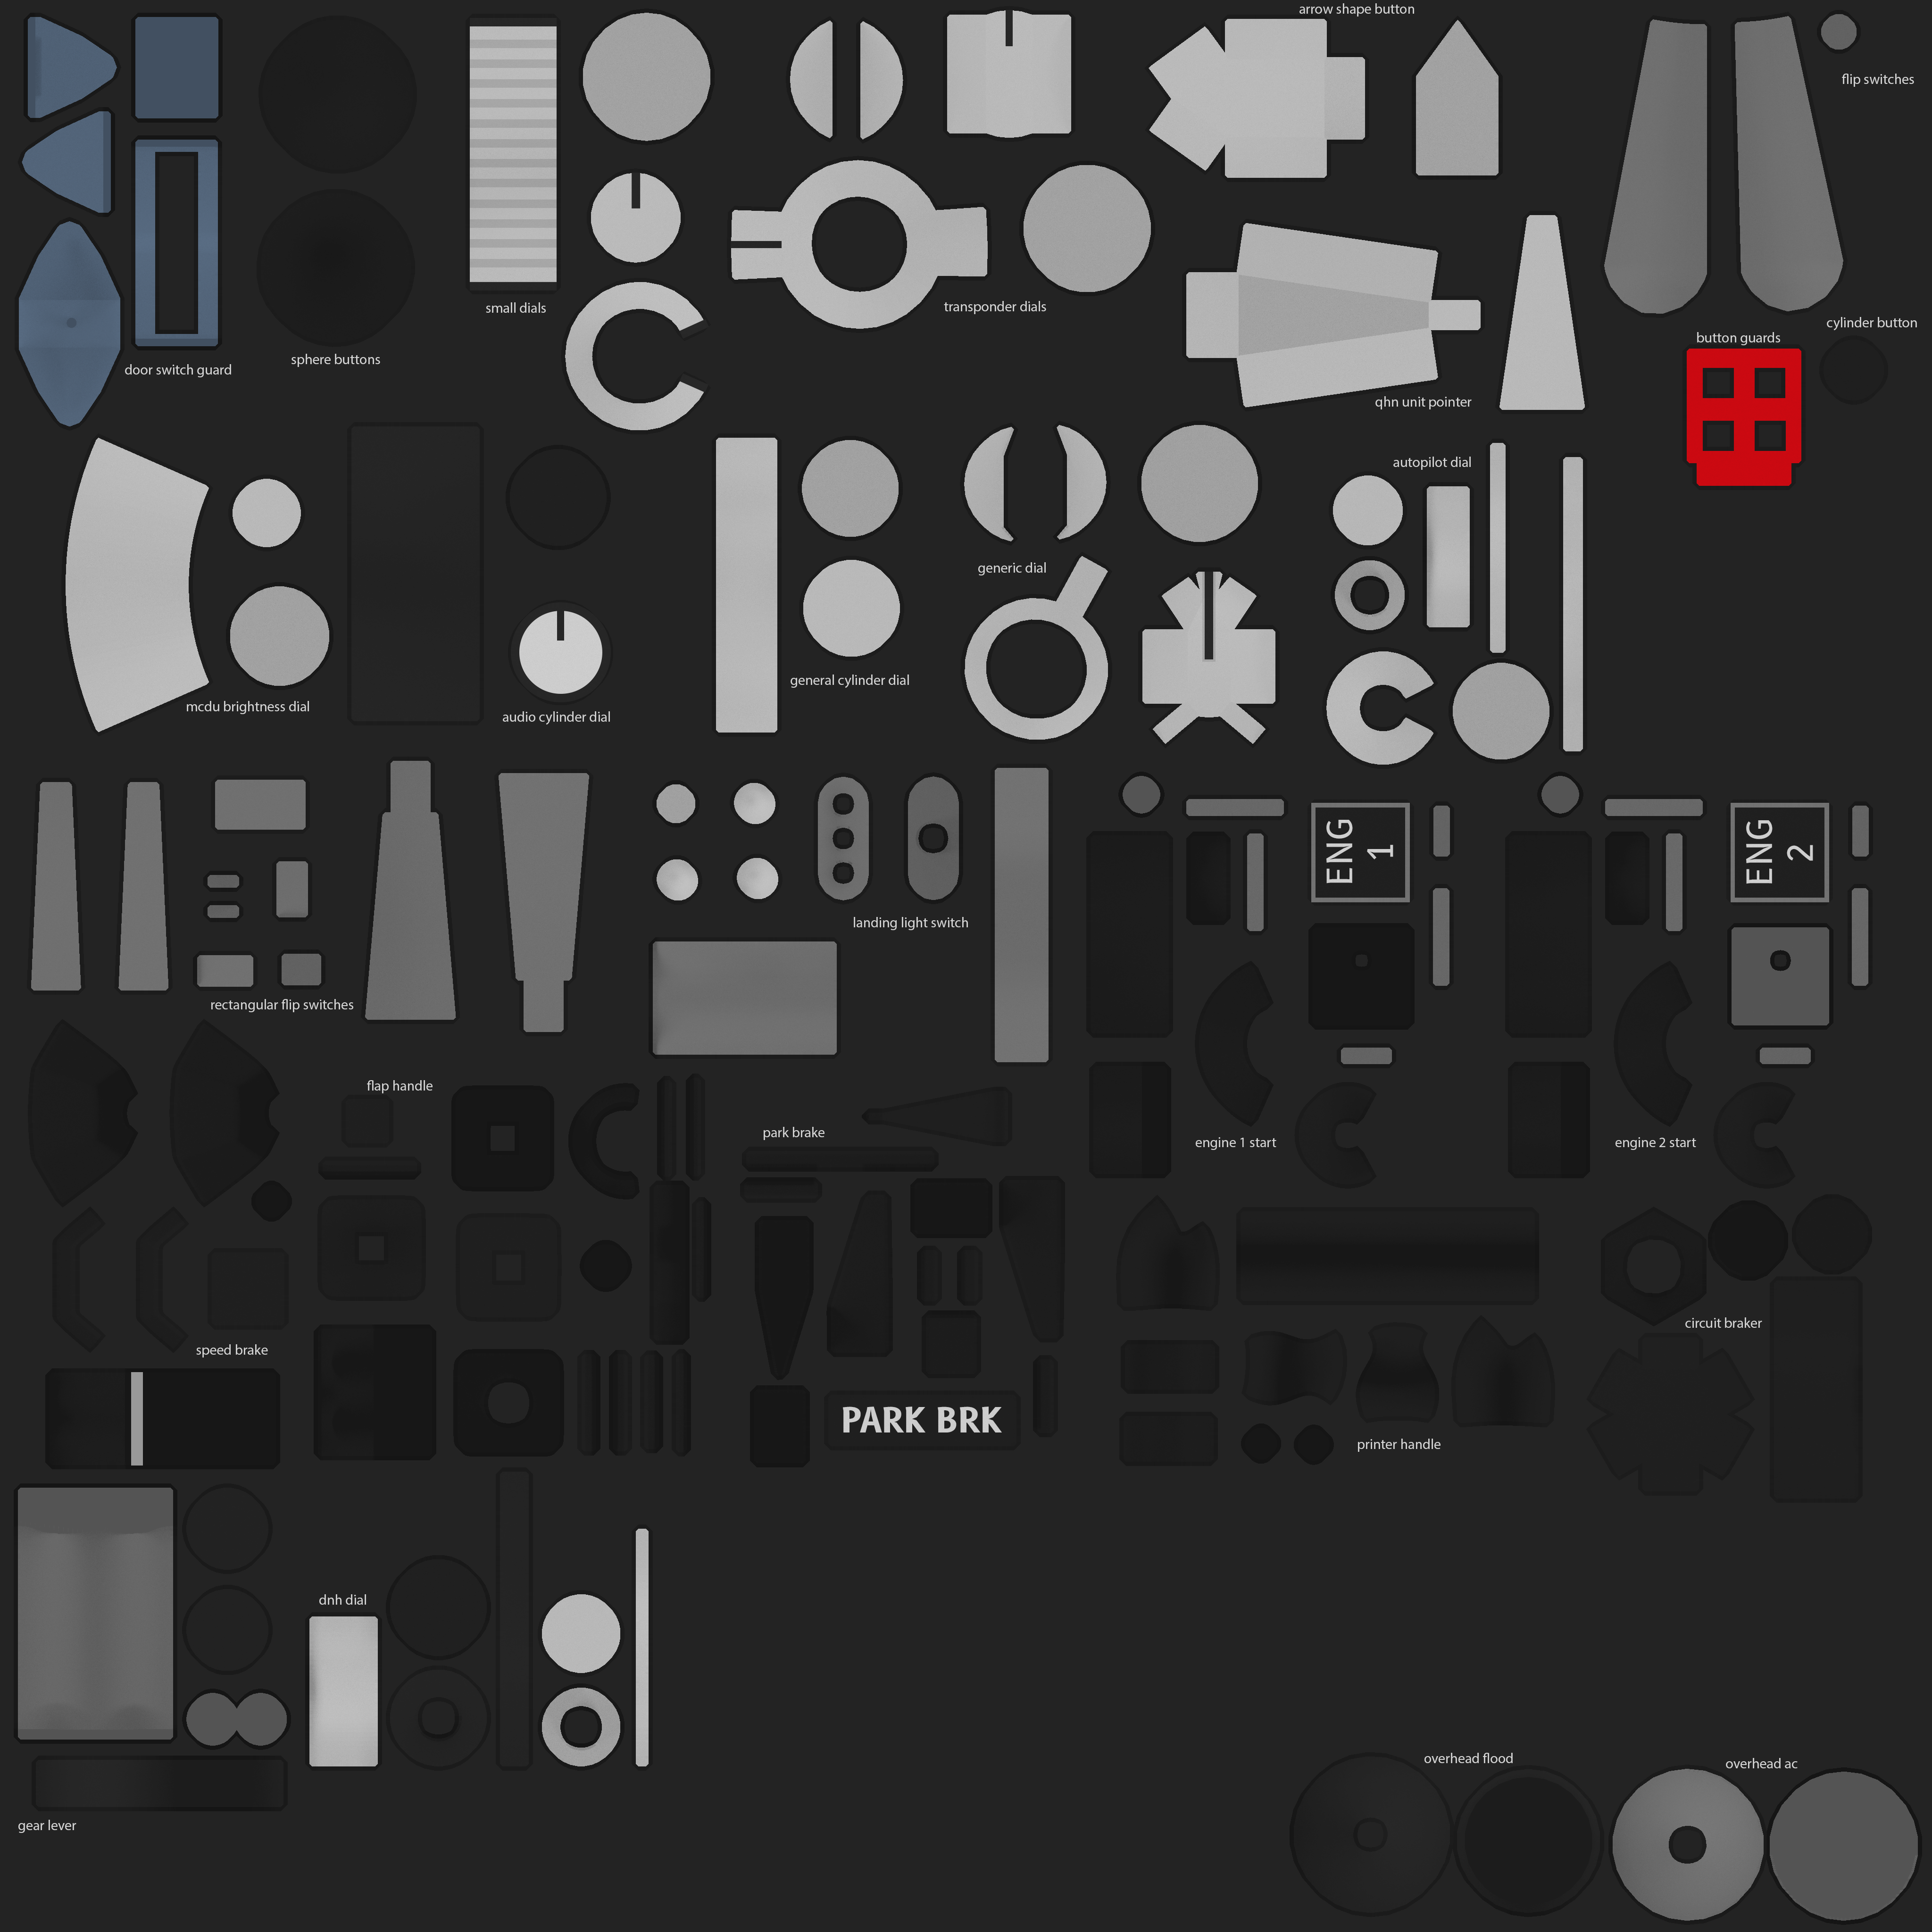 arrow shape button
flip switches
small dials
transponder dials
cylinder button
button guards
sphere buttons
door switch guard
qhn unit pointer
autopilot dial
generic dial
general cylinder dial
mcdu brightness dial
audio cylinder dial
ENG
1
ENG
2
landing light switch
rectangular flip switches
flap handle
park brake
engine 1 start
engine 2 start
circuit braker
speed brake
PARK BRK
printer handle
dnh dial
overhead flood
overhead ac
gear lever